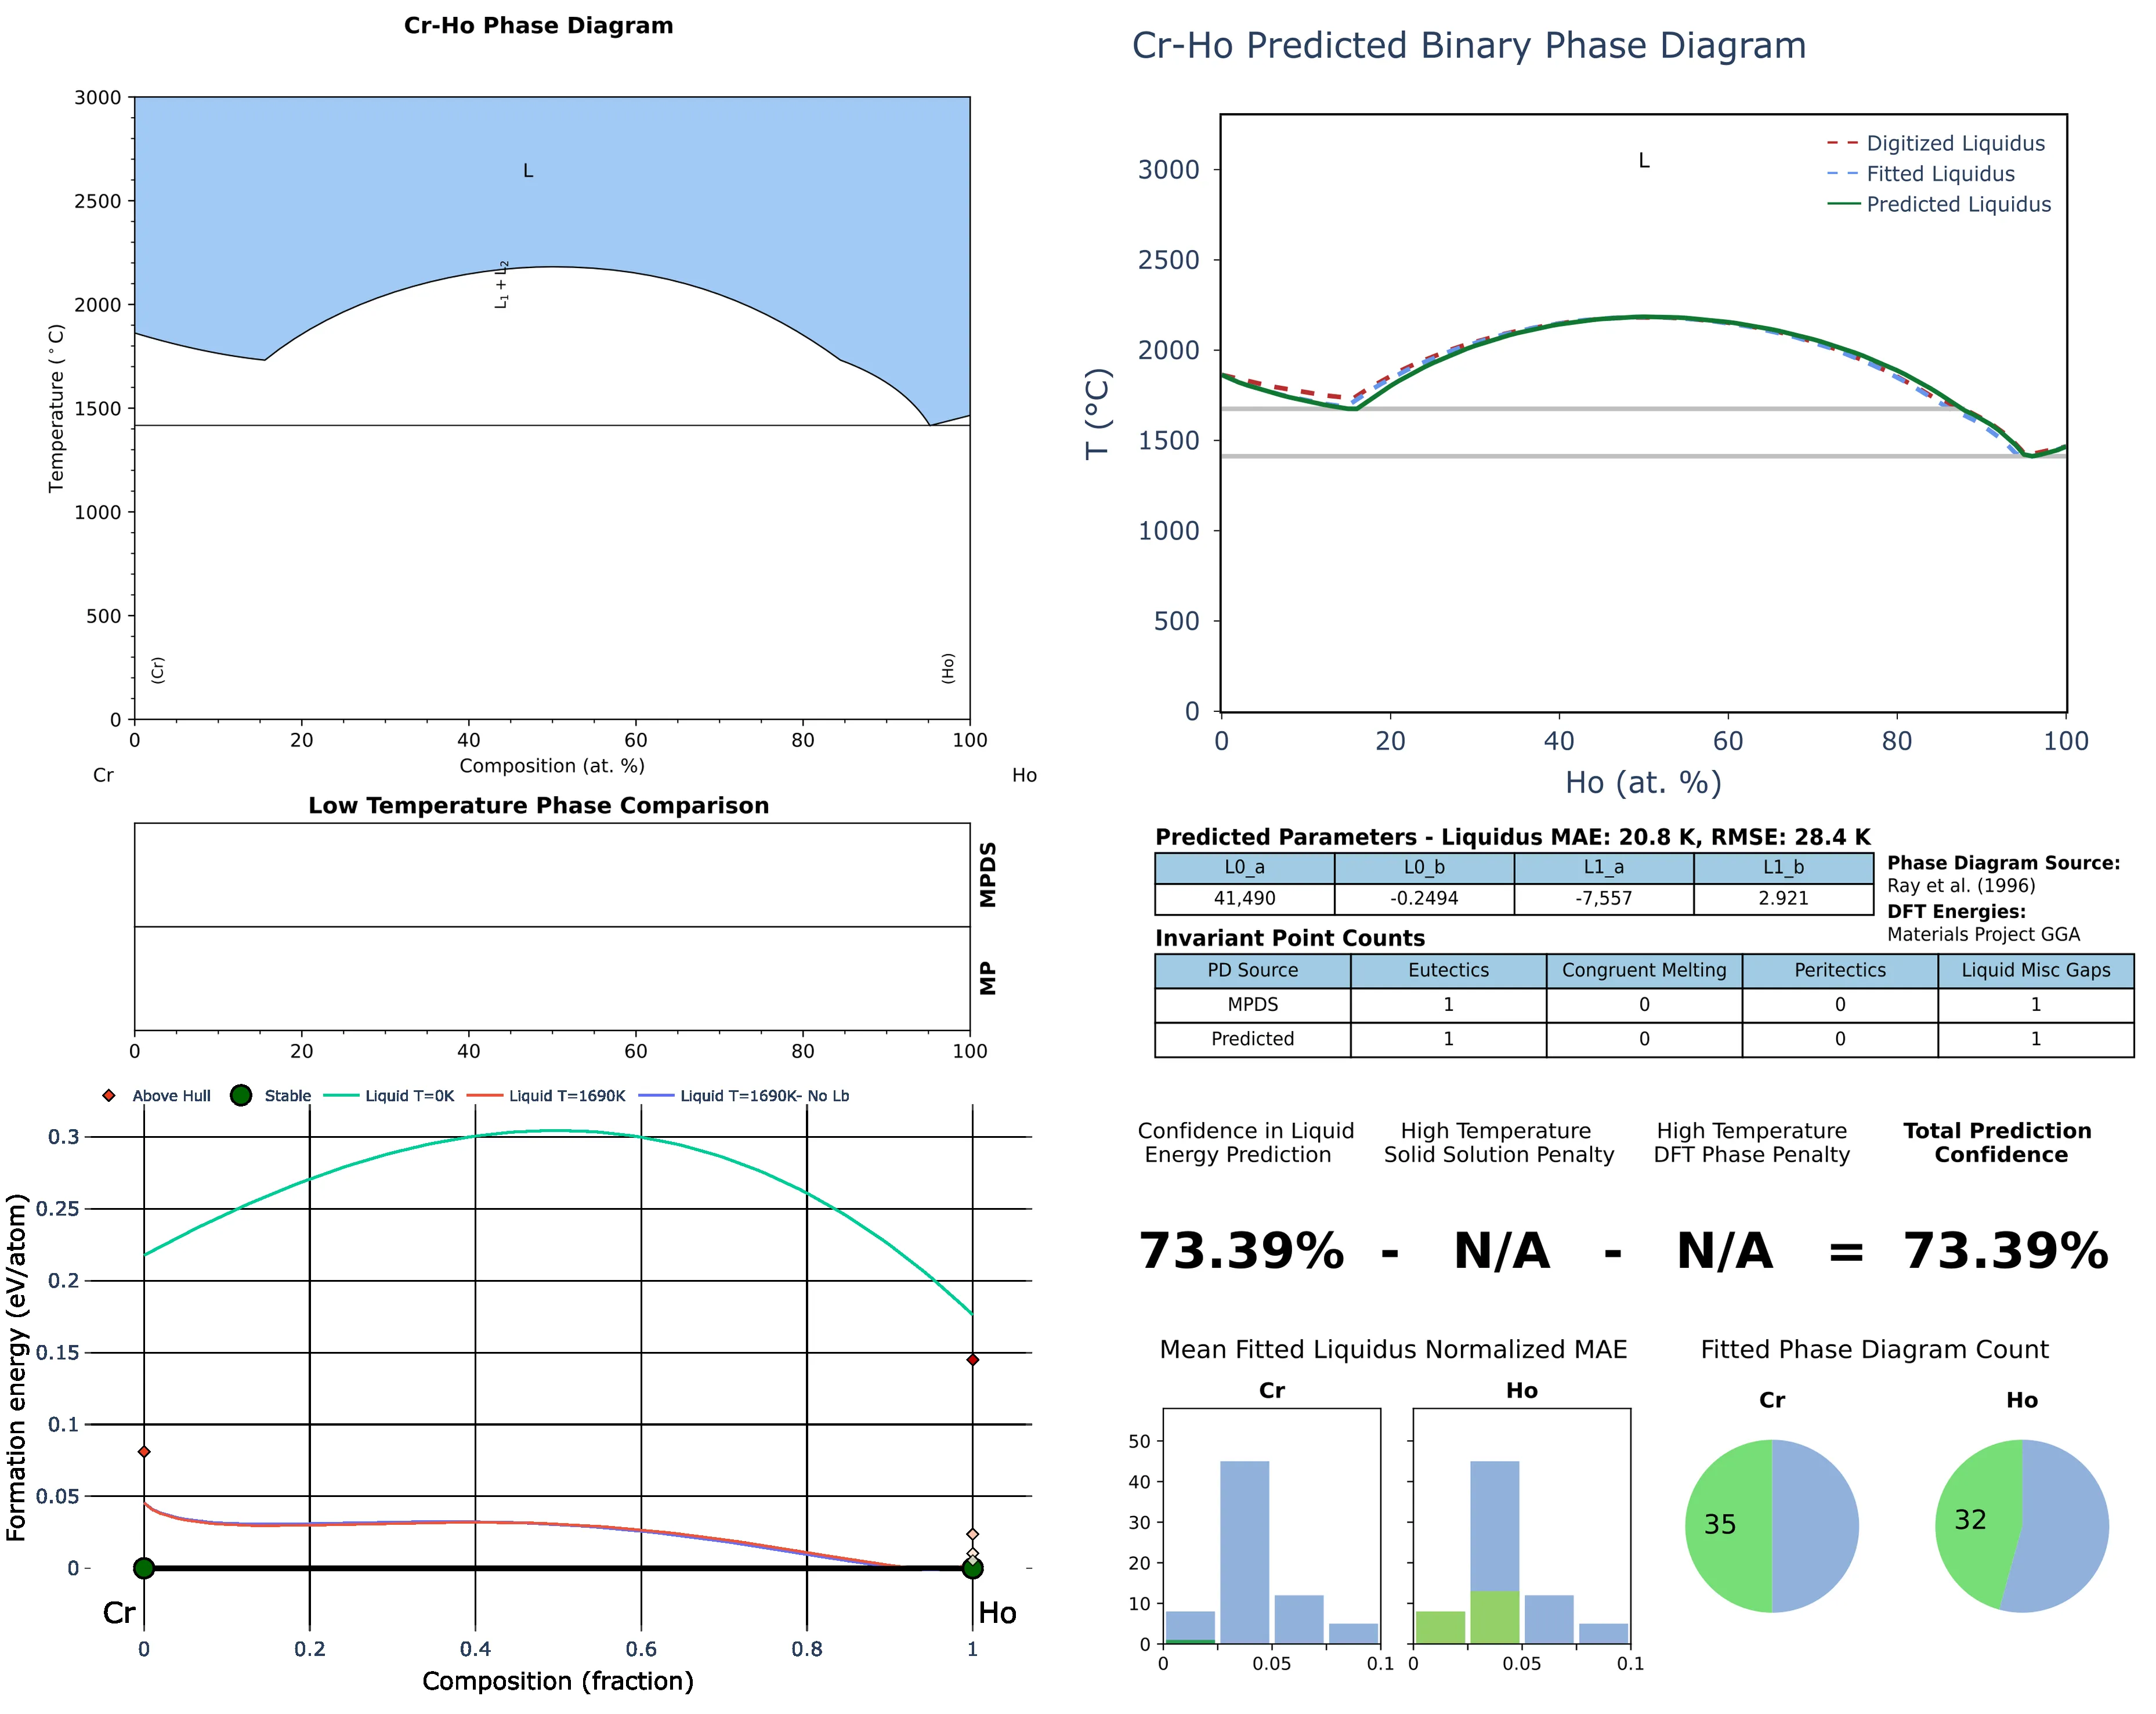 Cr-Ho Phase Diagram
3000
2500
2000
1500
1000
500
0
Temperature (°C)
L
L₁ + L₂
(Cr)
(Ho)
0 20 40 60 80 100
Composition (at. %)
Cr Ho
Low Temperature Phase Comparison
MPDS
MP
0 20 40 60 80 100
Above Hull Stable Liquid T=0K Liquid T=1690K Liquid T=1690K- No Lb
0.3
0.25
0.2
0.15
0.1
0.05
0
Formation energy (eV/atom)
Cr Ho
0 0.2 0.4 0.6 0.8 1
Composition (fraction)
Cr-Ho Predicted Binary Phase Diagram
L
Digitized Liquidus
Fitted Liquidus
Predicted Liquidus
3000
2500
2000
1500
1000
500
0
T (°C)
0 20 40 60 80 100
Ho (at. %)
Predicted Parameters - Liquidus MAE: 20.8 K, RMSE: 28.4 K
L0_a L0_b L1_a L1_b
41,490 -0.2494 -7,557 2.921
Phase Diagram Source:
Ray et al. (1996)
DFT Energies:
Materials Project GGA
Invariant Point Counts
PD Source Eutectics Congruent Melting Peritectics Liquid Misc Gaps
MPDS 1 0 0 1
Predicted 1 0 0 1
Confidence in Liquid
Energy Prediction
High Temperature
Solid Solution Penalty
High Temperature
DFT Phase Penalty
Total Prediction
Confidence
73.39% - N/A - N/A = 73.39%
Mean Fitted Liquidus Normalized MAE
Cr Ho
50
40
30
20
10
0
0 0.05 0.1
0 0.05 0.1
Fitted Phase Diagram Count
Cr Ho
35 32